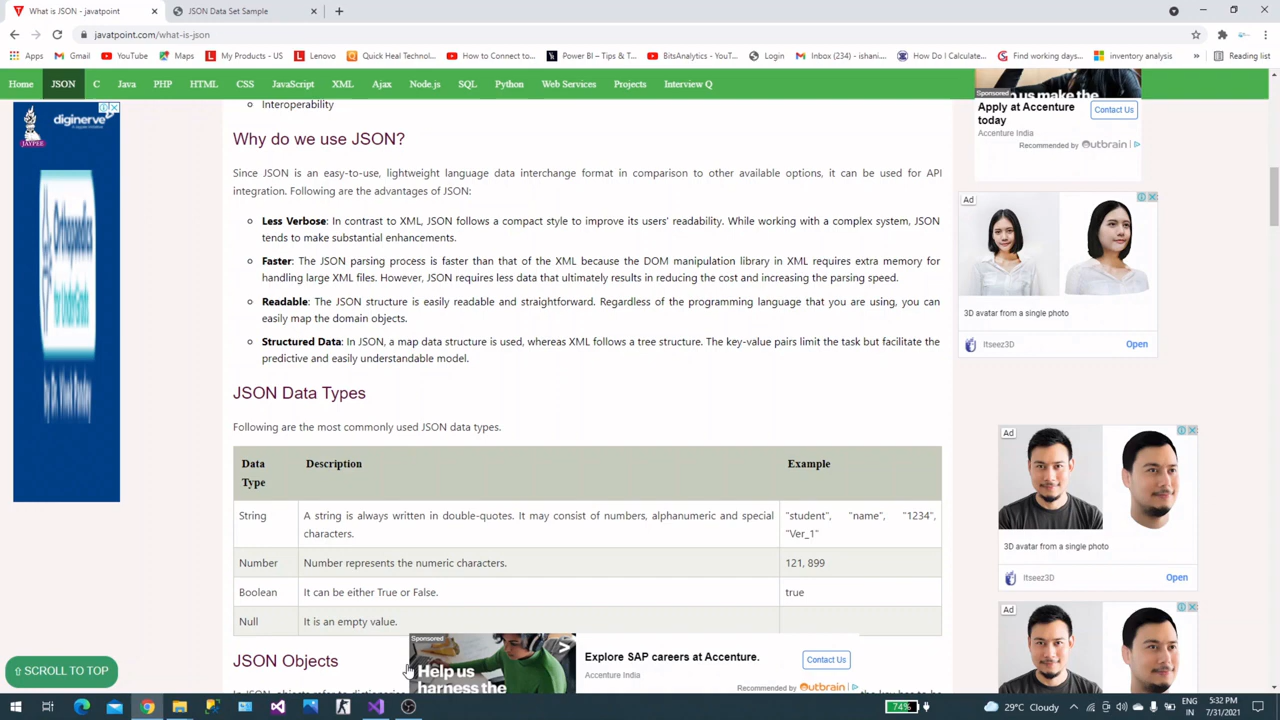 What is JSON - javatpoint
JSON Data Set Sample
javatpoint.com/what-is-json
Apps
Gmail
YouTube
Maps
My Products - US
Lenovo
Quick Heal Technol...
How to Connect to...
Power BI – Tips & T...
BitsAnalytics - YouT...
Login
Inbox (234) - ishani...
How Do I Calculate...
Find working days...
inventory analysis
Reading list
Home
JSON
C
Java
PHP
HTML
CSS
JavaScript
XML
Ajax
Node.js
SQL
Python
Web Services
Projects
Interview Q
diginerve
JAYPEE
Interoperability
Why do we use JSON?
Since JSON is an easy-to-use, lightweight language data interchange format in comparison to other available options, it can be used for API
integration. Following are the advantages of JSON:
Less Verbose: In contrast to XML, JSON follows a compact style to improve its users' readability. While working with a complex system, JSON
tends to make substantial enhancements.
Faster: The JSON parsing process is faster than that of the XML because the DOM manipulation library in XML requires extra memory for
handling large XML files. However, JSON requires less data that ultimately results in reducing the cost and increasing the parsing speed.
Readable: The JSON structure is easily readable and straightforward. Regardless of the programming language that you are using, you can
easily map the domain objects.
Structured Data: In JSON, a map data structure is used, whereas XML follows a tree structure. The key-value pairs limit the task but facilitate the
predictive and easily understandable model.
JSON Data Types
Following are the most commonly used JSON data types.
Data Type
Description
Example
String
A string is always written in double-quotes. It may consist of numbers, alphanumeric and special
characters.
"student", "name", "1234",
"Ver_1"
Number
Number represents the numeric characters.
121, 899
Boolean
It can be either True or False.
true
Null
It is an empty value.
JSON Objects
Sponsored
Help us
harness the
Explore SAP careers at Accenture.
Accenture India
Contact Us
Recommended by Outbrain
SCROLL TO TOP
Sponsored
us make the
Apply at Accenture
today
Contact Us
Accenture India
Recommended by Outbrain
Ad
3D avatar from a single photo
Itseez3D
Open
Ad
3D avatar from a single photo
Itseez3D
Open
Ad
74%
29°C Cloudy
ENG
IN
5:32 PM
7/31/2021